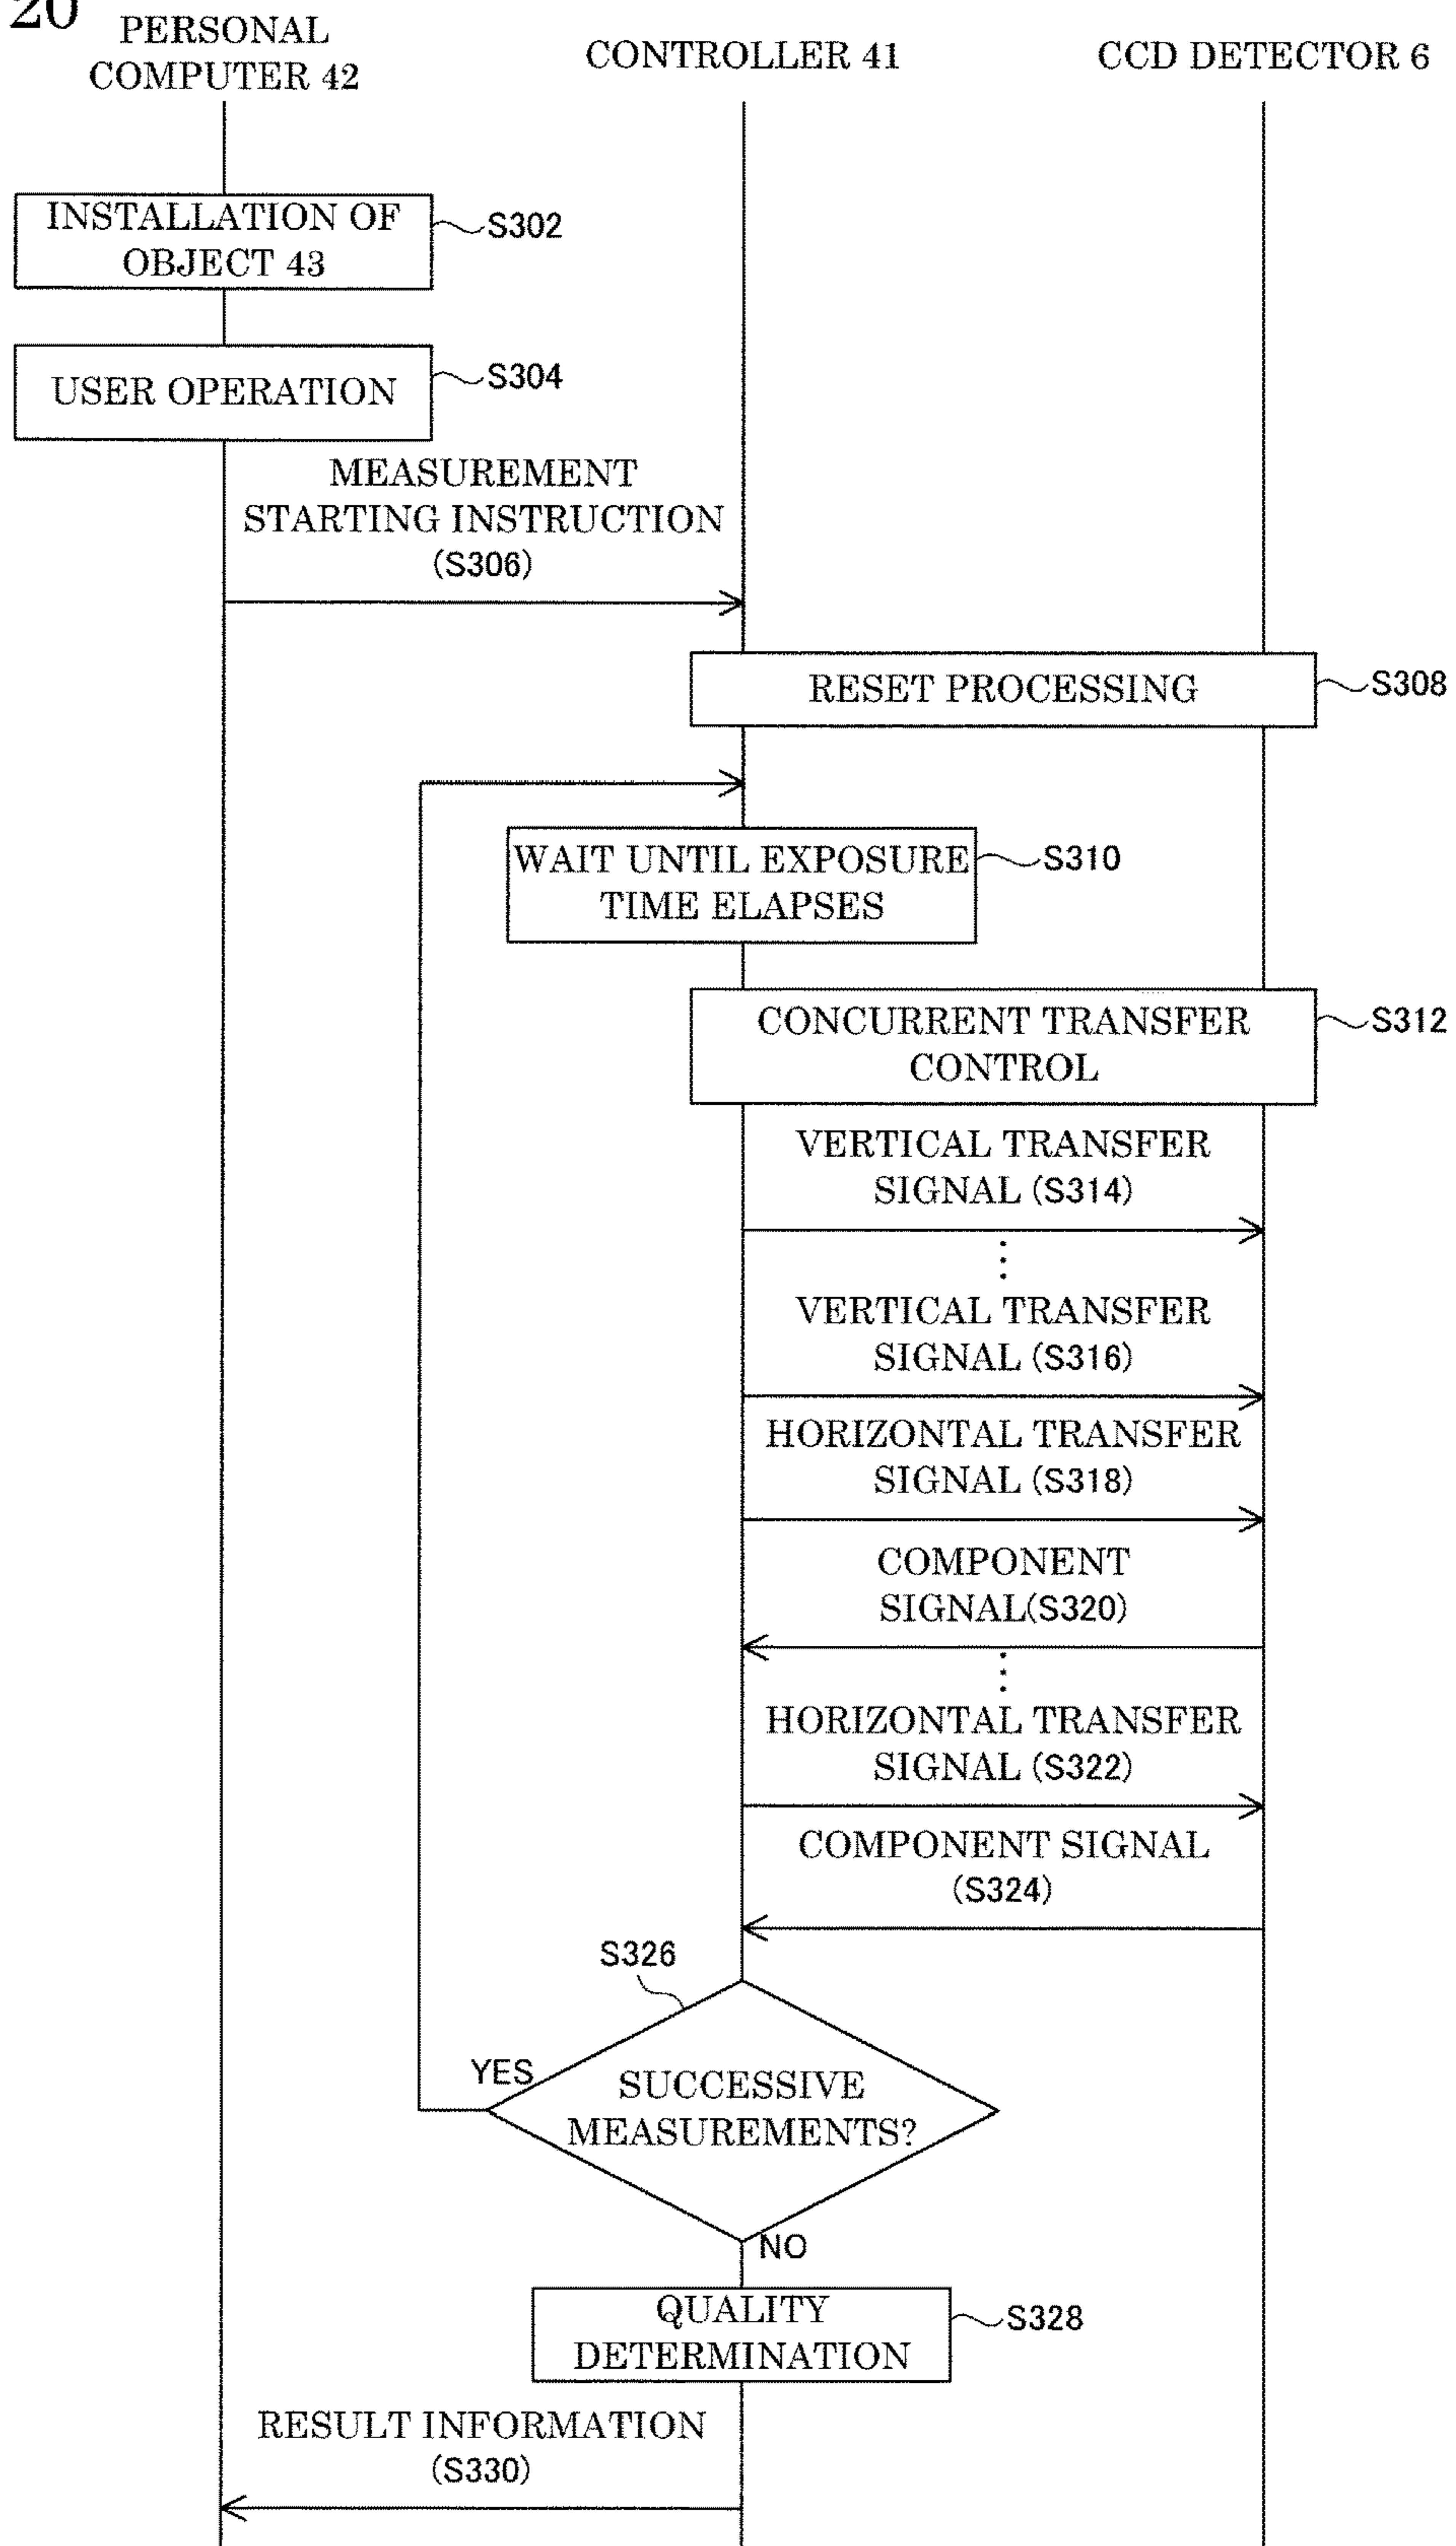 20
PERSONAL
COMPUTER 42
CONTROLLER 41
CCD DETECTOR 6
INSTALLATION OF
OBJECT 43
S302
USER OPERATION
S304
MEASUREMENT
STARTING INSTRUCTION
(S306)
RESET PROCESSING
S308
WAIT UNTIL EXPOSURE
TIME ELAPSES
S310
CONCURRENT TRANSFER
CONTROL
S312
VERTICAL TRANSFER
SIGNAL (S314)
VERTICAL TRANSFER
SIGNAL (S316)
HORIZONTAL TRANSFER
SIGNAL (S318)
COMPONENT
SIGNAL(S320)
HORIZONTAL TRANSFER
SIGNAL (S322)
COMPONENT SIGNAL
(S324)
S326
YES
SUCCESSIVE
MEASUREMENTS?
NO
QUALITY
DETERMINATION
S328
RESULT INFORMATION
(S330)